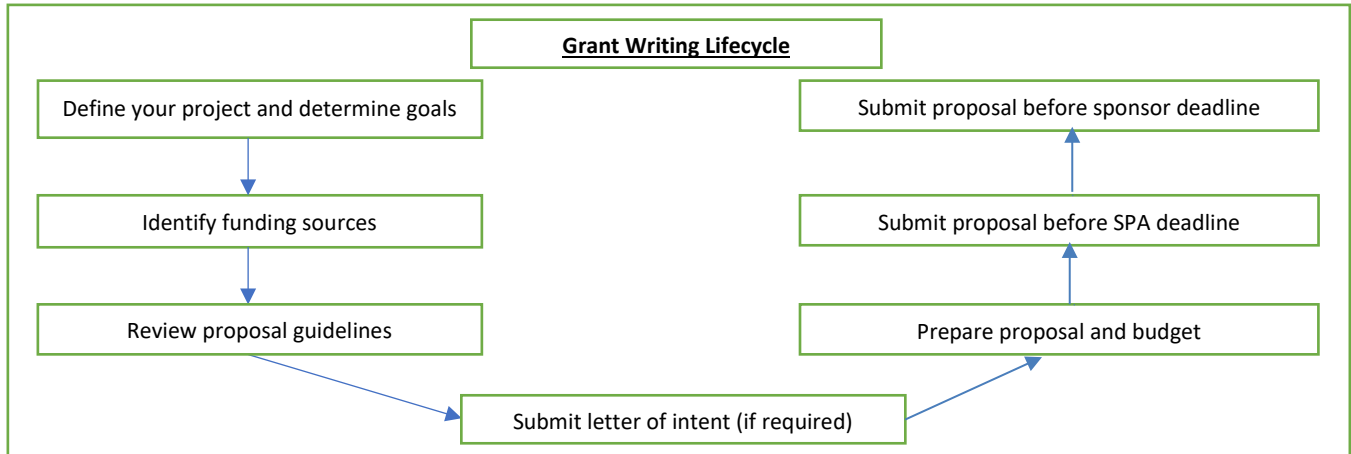 Grant Writing Lifecycle
Define your project and determine goals
Identify funding sources
Review proposal guidelines
Submit letter of intent (if required)
Prepare proposal and budget
Submit proposal before SPA deadline
Submit proposal before sponsor deadline